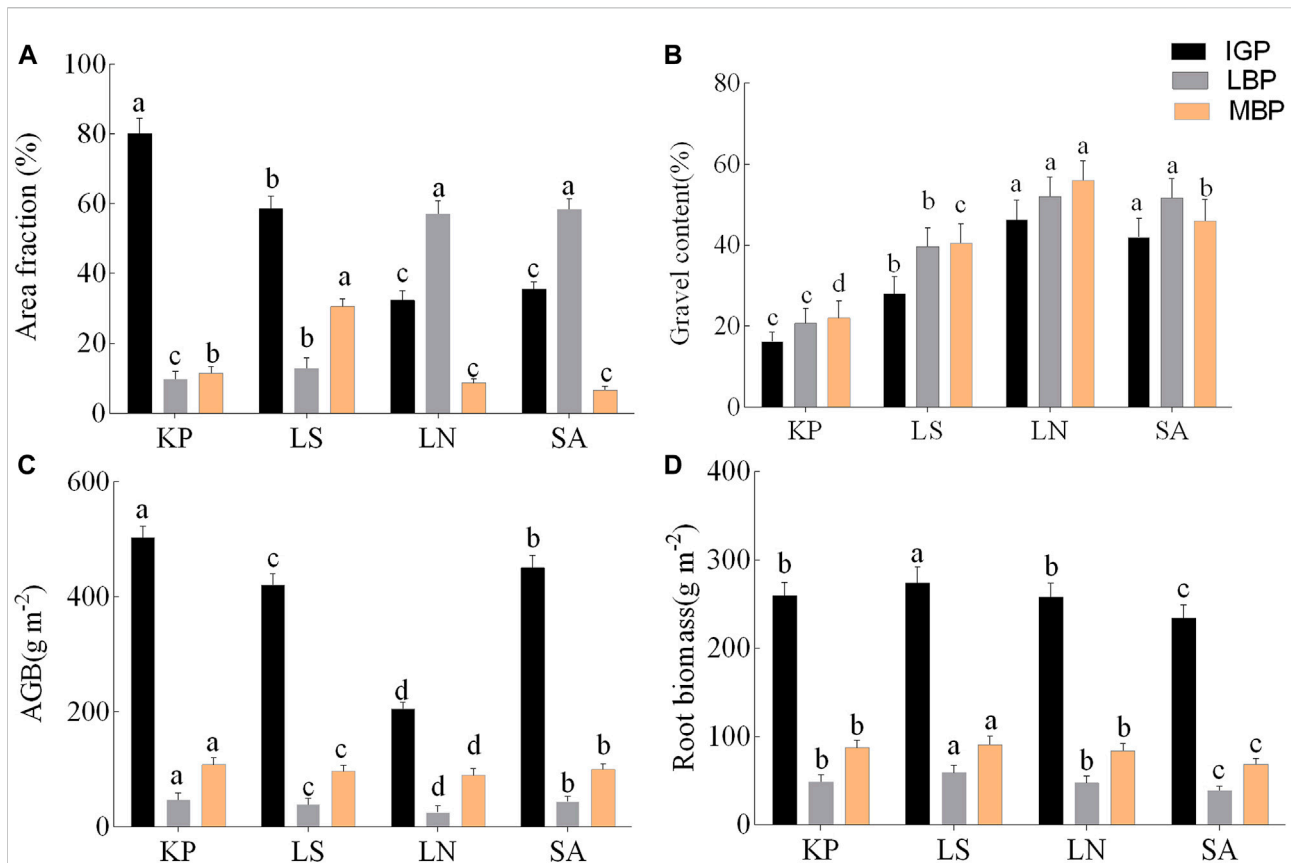 A
Area fraction (%)
100
80
60
40
20
0
a
c
b
b
b
a
c
a
c
c
a
c
KP
LS
LN
SA
B
IGP
LBP
MBP
Gravel content(%)
80
60
40
20
0
c
c
d
b
b
c
a
a
a
a
a
b
KP
LS
LN
SA
C
AGB(g m-2)
600
400
200
0
a
a
a
c
c
c
d
d
d
b
b
b
KP
LS
LN
SA
D
Root biomass(g m-2)
400
300
200
100
0
b
b
b
a
a
a
b
b
b
c
c
c
KP
LS
LN
SA